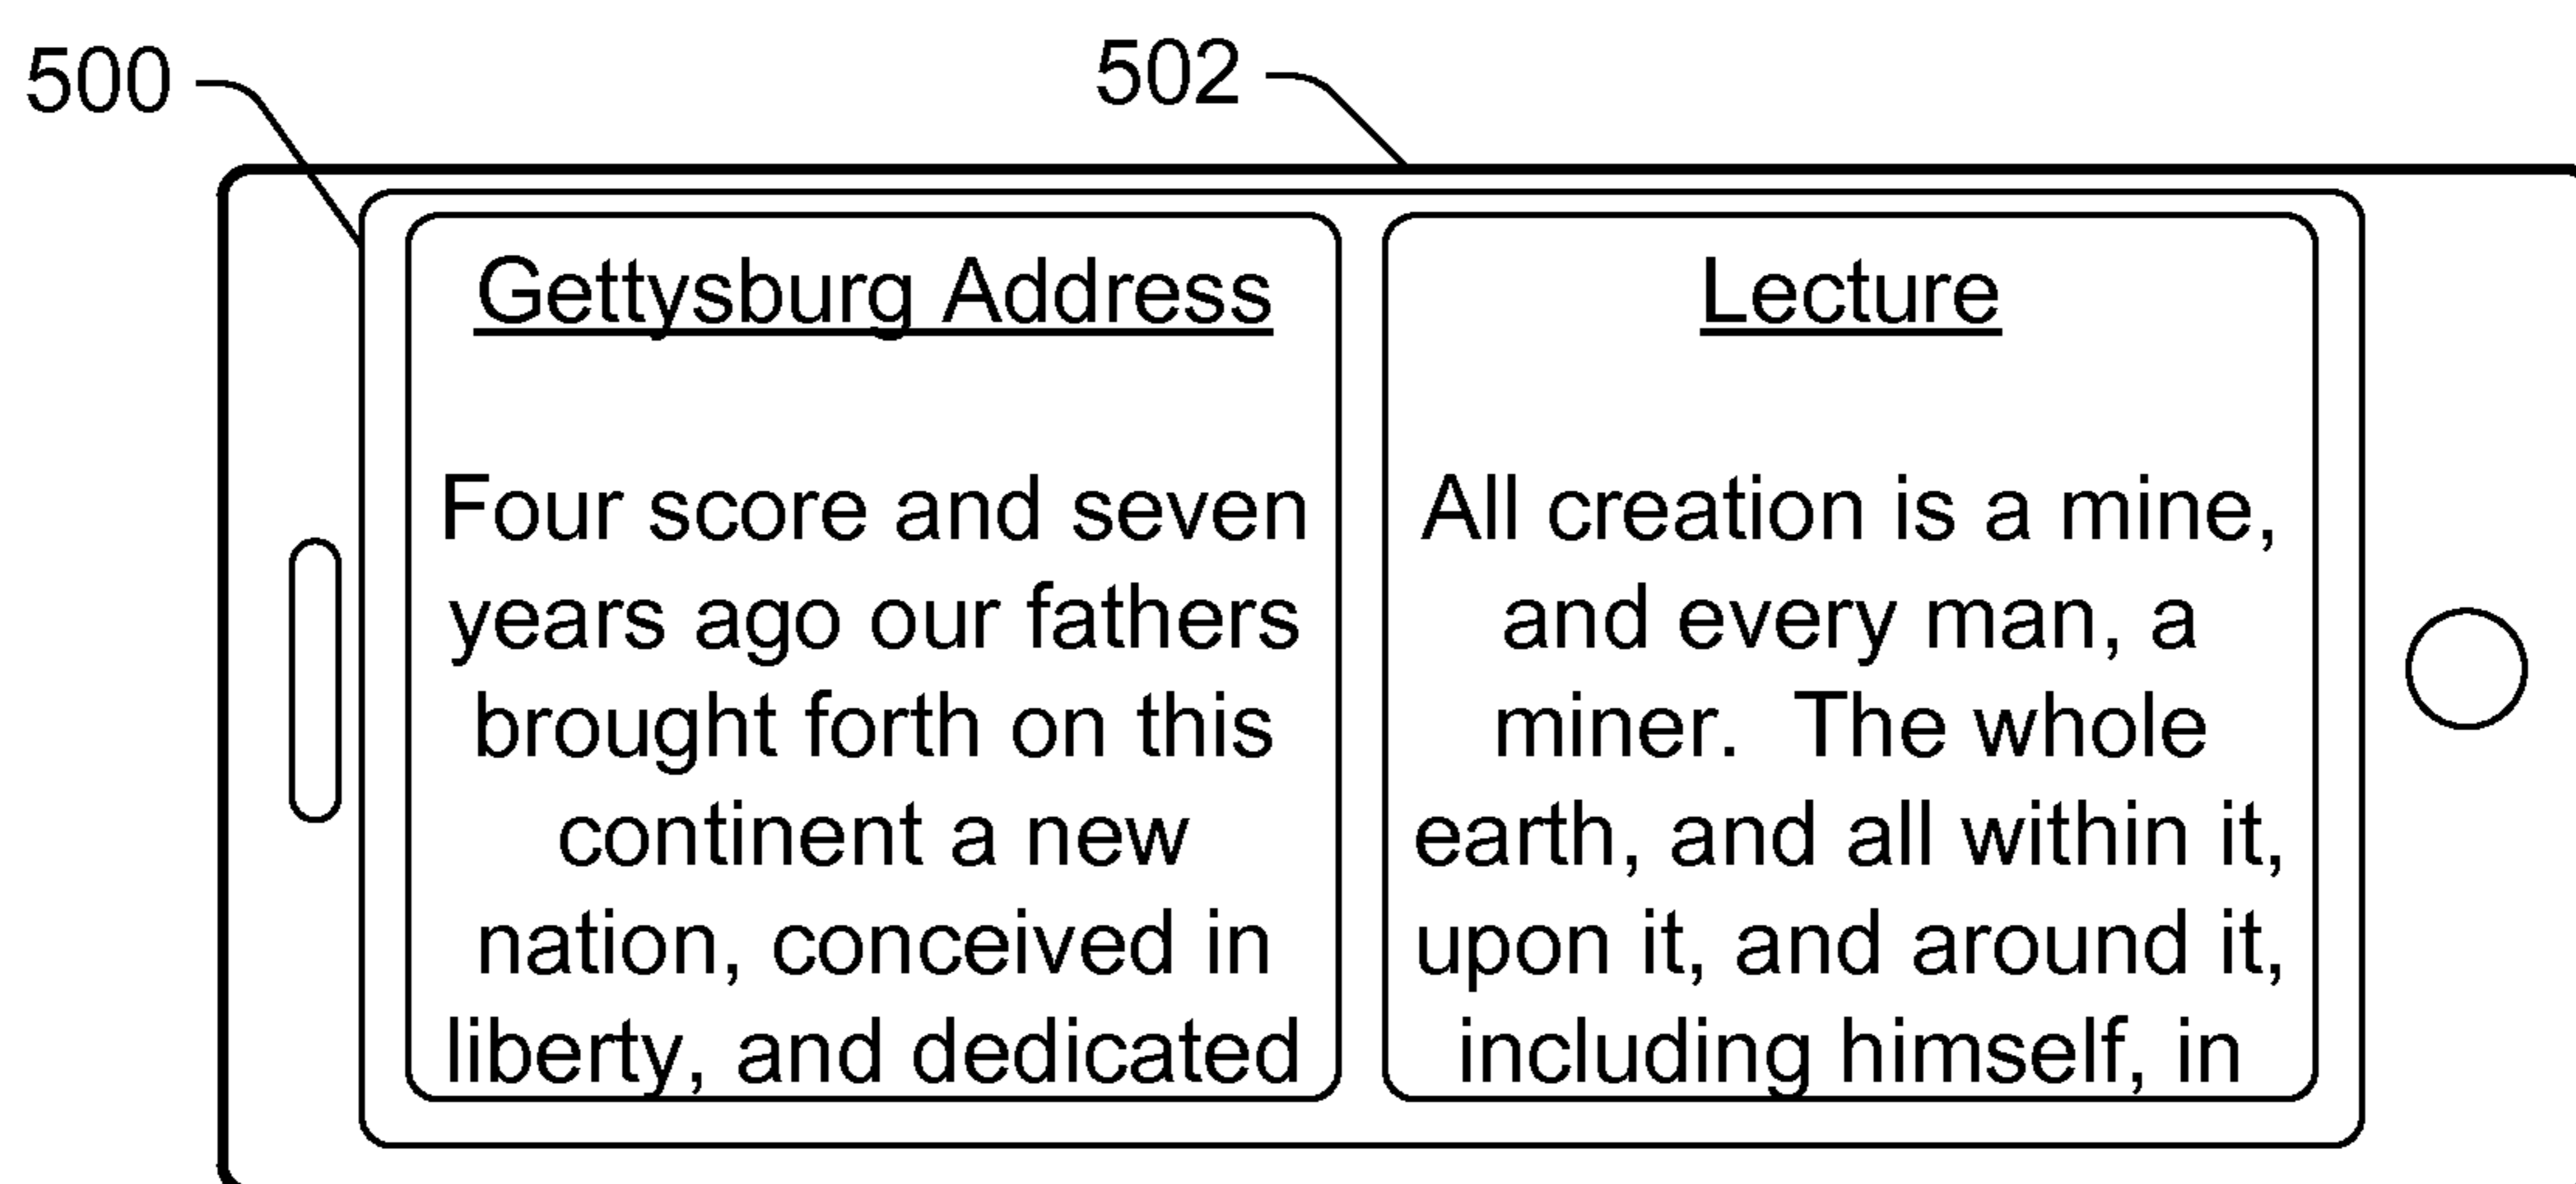 500
502
Gettysburg Address
Four score and seven
years ago our fathers
brought forth on this
continent a new
nation, conceived in
liberty, and dedicated
Lecture
All creation is a mine,
and every man, a
miner.  The whole
earth, and all within it,
upon it, and around it,
including himself, in